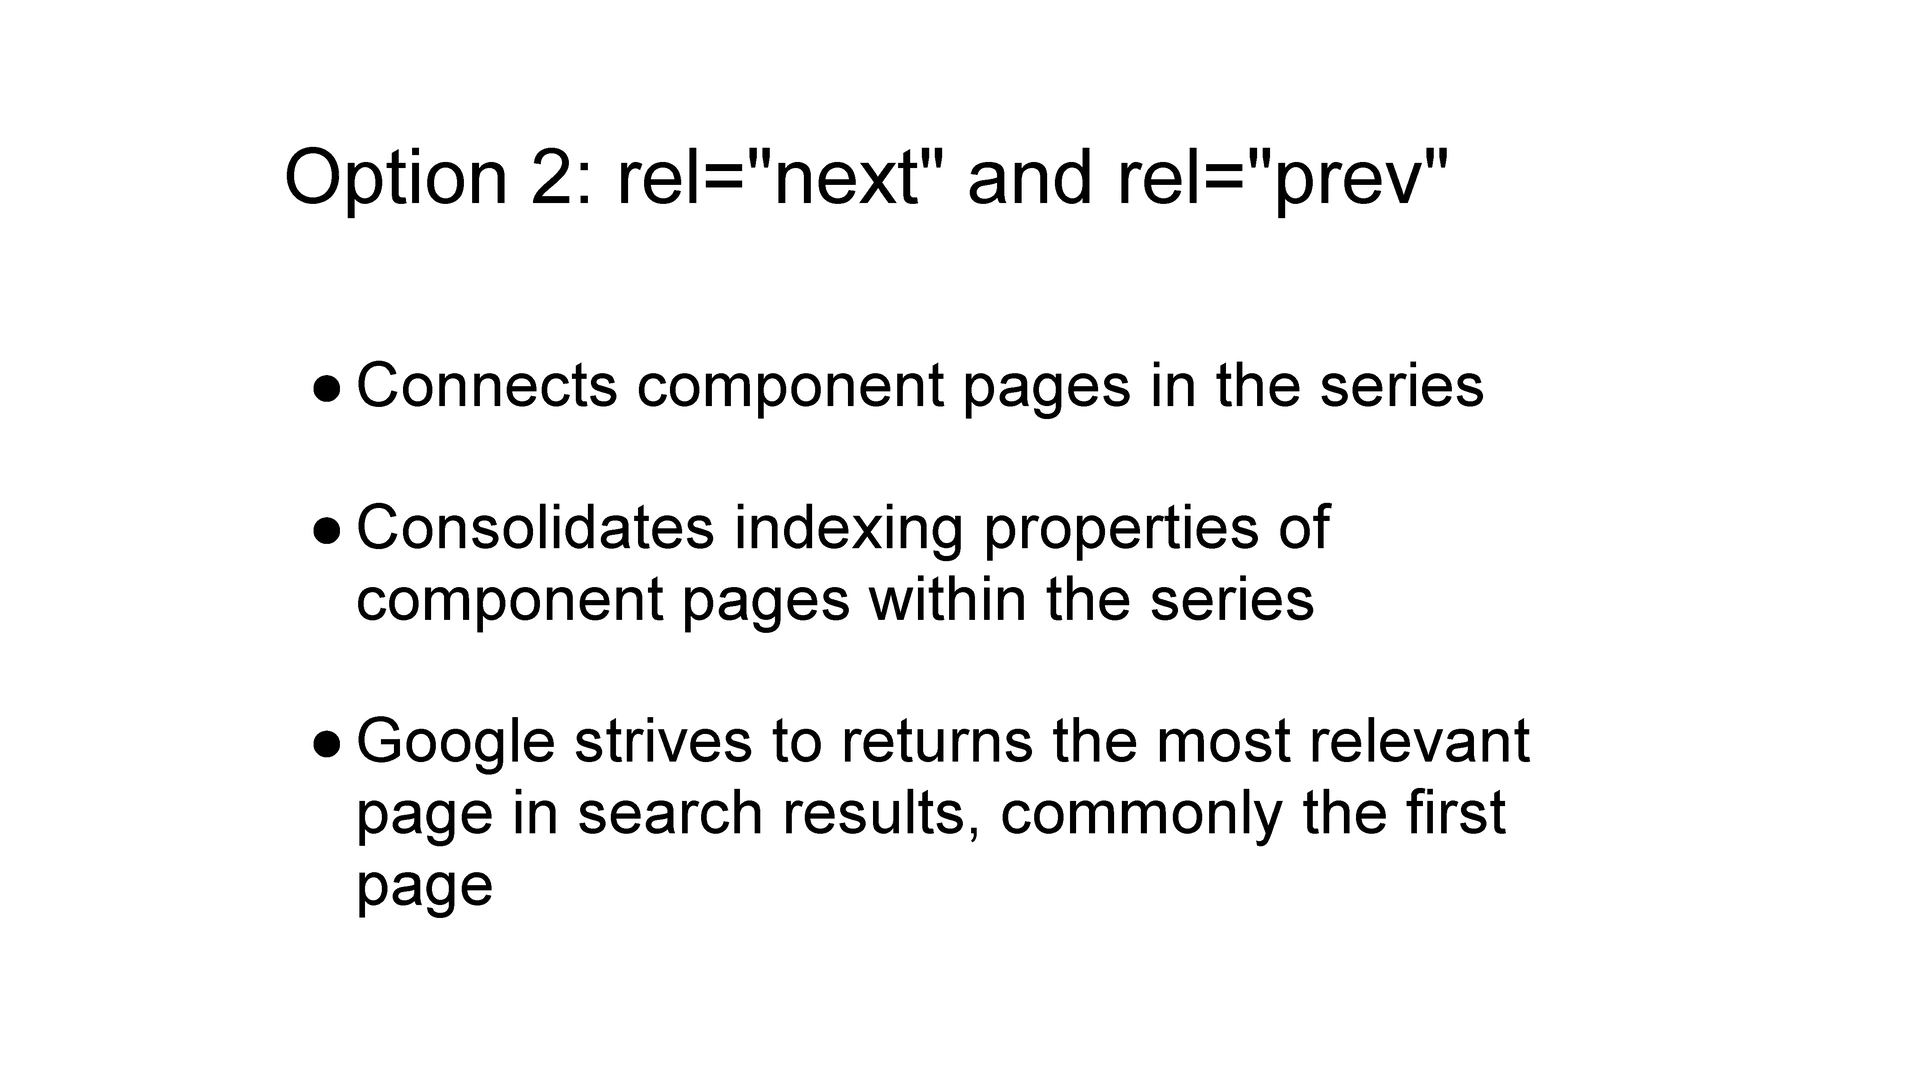 Option 2: rel="next" and rel="prev"
● Connects component pages in the series
● Consolidates indexing properties of
component pages within the series
● Google strives to returns the most relevant
page in search results, commonly the first
page